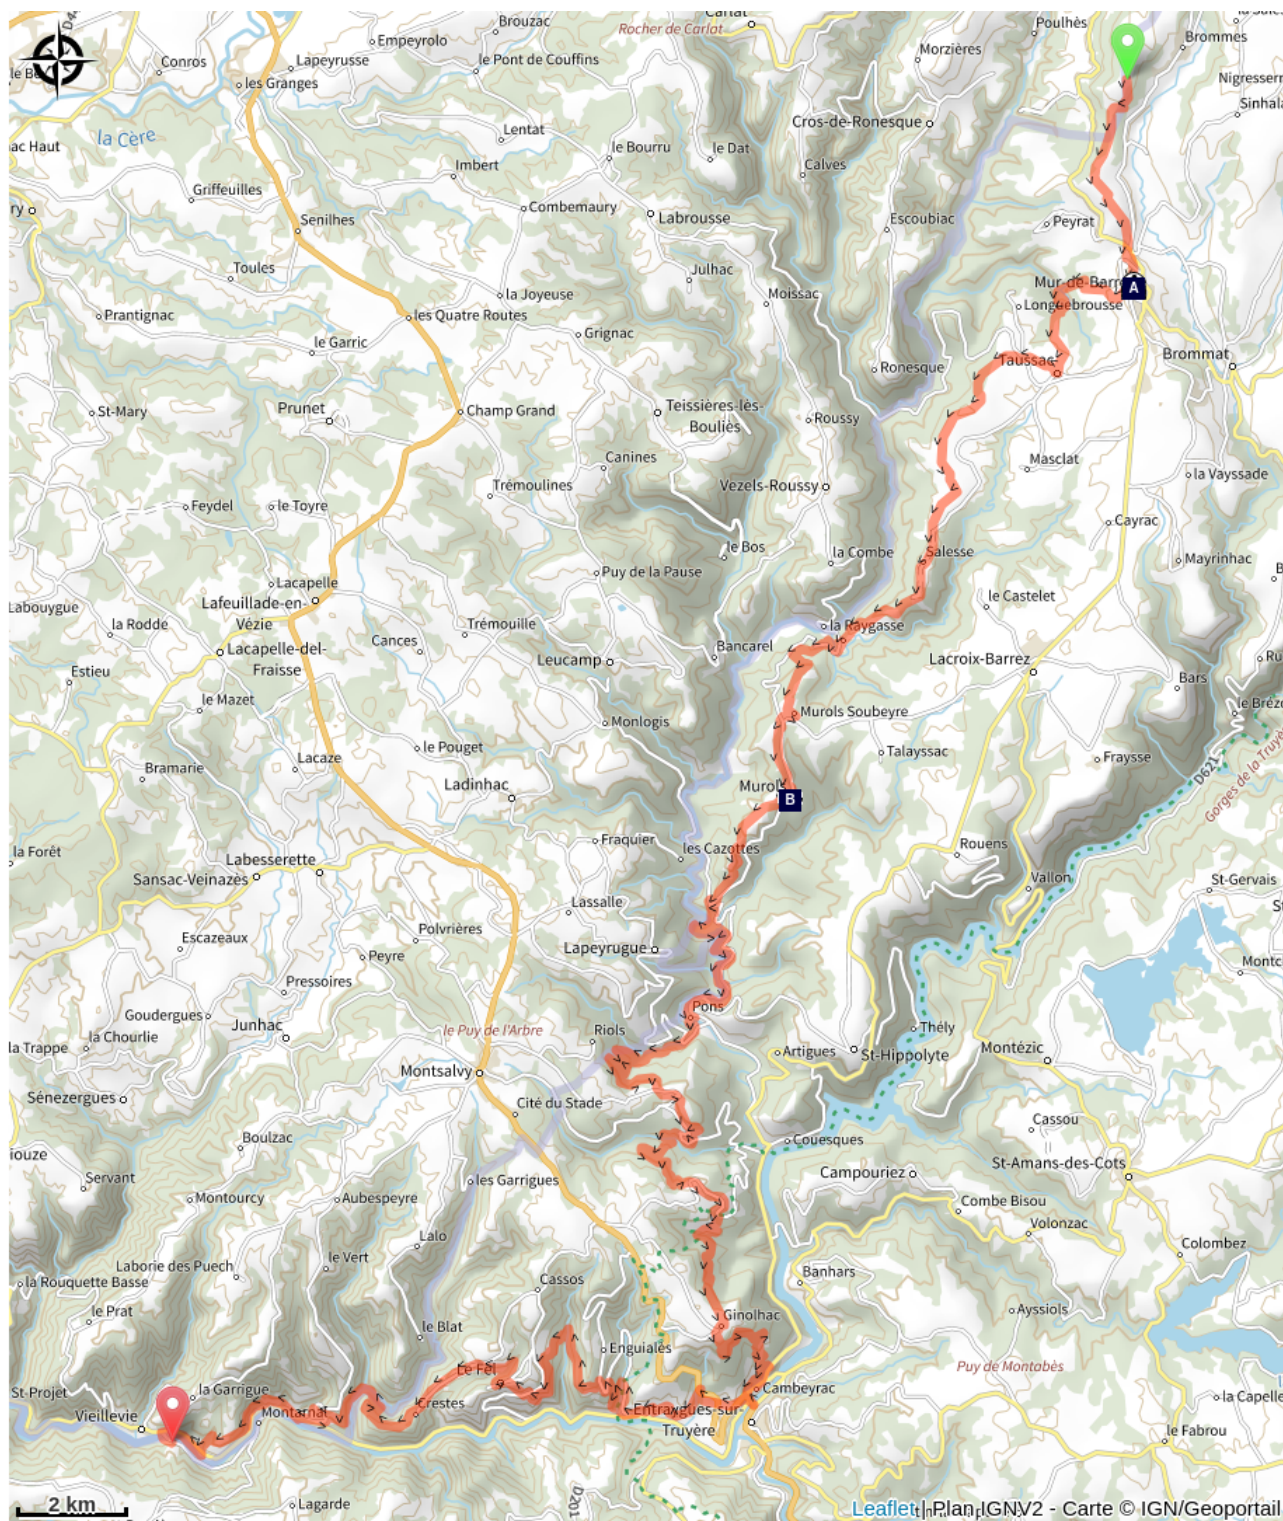 Brouzac
Carlat
Poulhès
Rocher de Carlat
Empeyrolo
Brommes
Morzières
Conros
Lapeyrusse
le Pont de Couffins
les Granges
Cros-de-Ronesque
Lentat
la Cère
ac Haut
le Bourru
le Dat
Imbert
Calves
Griffeuilles
Combemaury
Escoubiac
ry
Senilhes
Labrousse
Peyrat
Toules
Julhac
Mur-de-Barr
A
la Joyeuse
Moissac
Longuebrousse
Prantignac
les Quatre Routes
Grignac
le Garric
Brommat
Ronesque
Taussac
St-Mary
Prunet
Champ Grand
Teissières-lès-
Bouliès
Roussy
Canines
Masclat
la Vayssade
Trémoulines
Vezels-Roussy
Feydel
le Toyre
Cayrac
le Bos
la Combe
Salesse
Mayrinhac
Puy de la Pause
Lacapelle
Labouygue
Lafeuillade-en-
Vézie
le Castelet
la Rodde
Trémouille
la Raygasse
Cances
Lacapelle-del-
Fraisse
Bancarel
Leucamp
Lacroix-Barrez
Estieu
Bars
le Mazet
Murols Soubeyre
Monlogis
le Pouget
Talayssac
Fraysse
Lacaze
Bramarie
D621
Ladinhac
Murols
B
Fraquier
les Cazottes
Rouens
la Forêt
Labesserette
Sansac-Veinazès
Vallon
St-Gervais
Lassalle
Polvrières
Escazeaux
Lapeyrugue
Peyre
Pressoires
Pons
Goudergues
Junhac
le Puy de l'Arbre
Riols
Thély
la Chourlie
la Trappe
Artigues
St-Hippolyte
Montézic
Montsalvy
Sénezergues
Cité du Stade
Cassou
Boulzac
Couesques
St-Amans-des-Cots
Servant
les Garrigues
Campouriez
Montourcy
Aubespeyre
Combe Bisou
Volonzac
Lalo
Colombez
Laborie des Puech
le Vert
la Rouquette Basse
Cassos
Banhars
le Prat
Ayssiols
Ginolhac
le Blat
Enguialès
Puy de Montabès
Le Fel
St-Projet
la Garrigue
Cambeyrac
Vieillevie
Montarnal
Crestes
Entraygues-sur-
Truyère
le Fabrou
D201
2 km
Lagarde
Leaflet | Plan IGNV2 - Carte © IGN/Geoportail